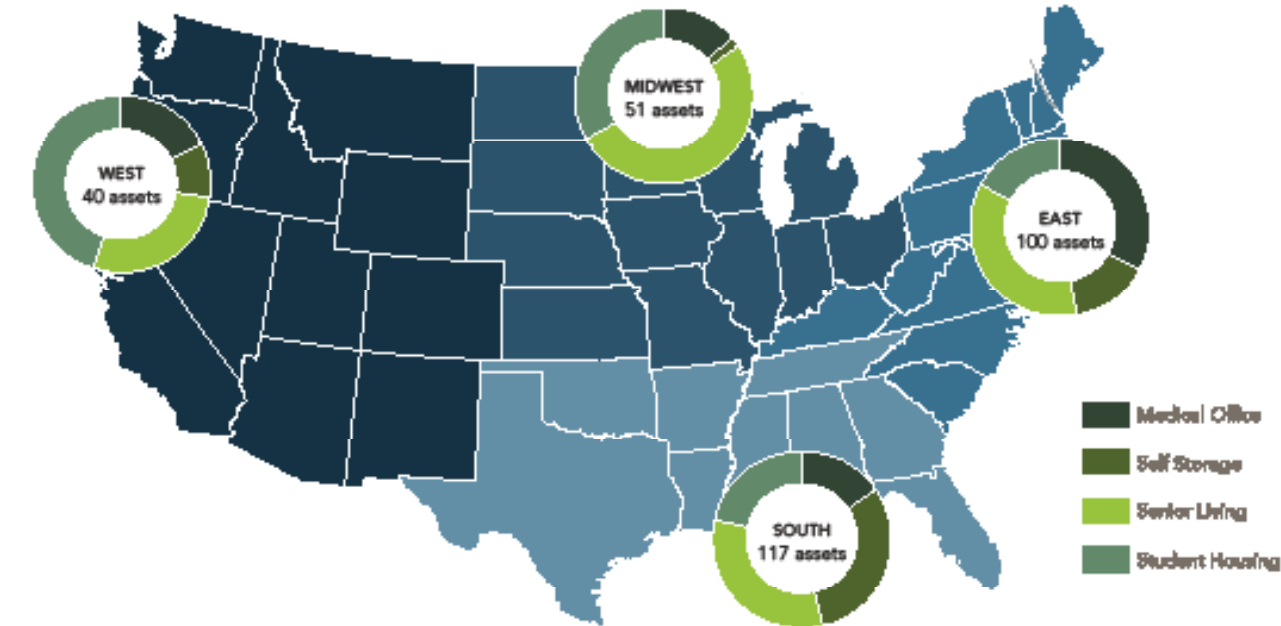 MIDWEST
51 assets
WEST
40 assets
EAST
100 assets
SOUTH
117 assets
Medical Office
Self Storage
Senior Living
Student Housing